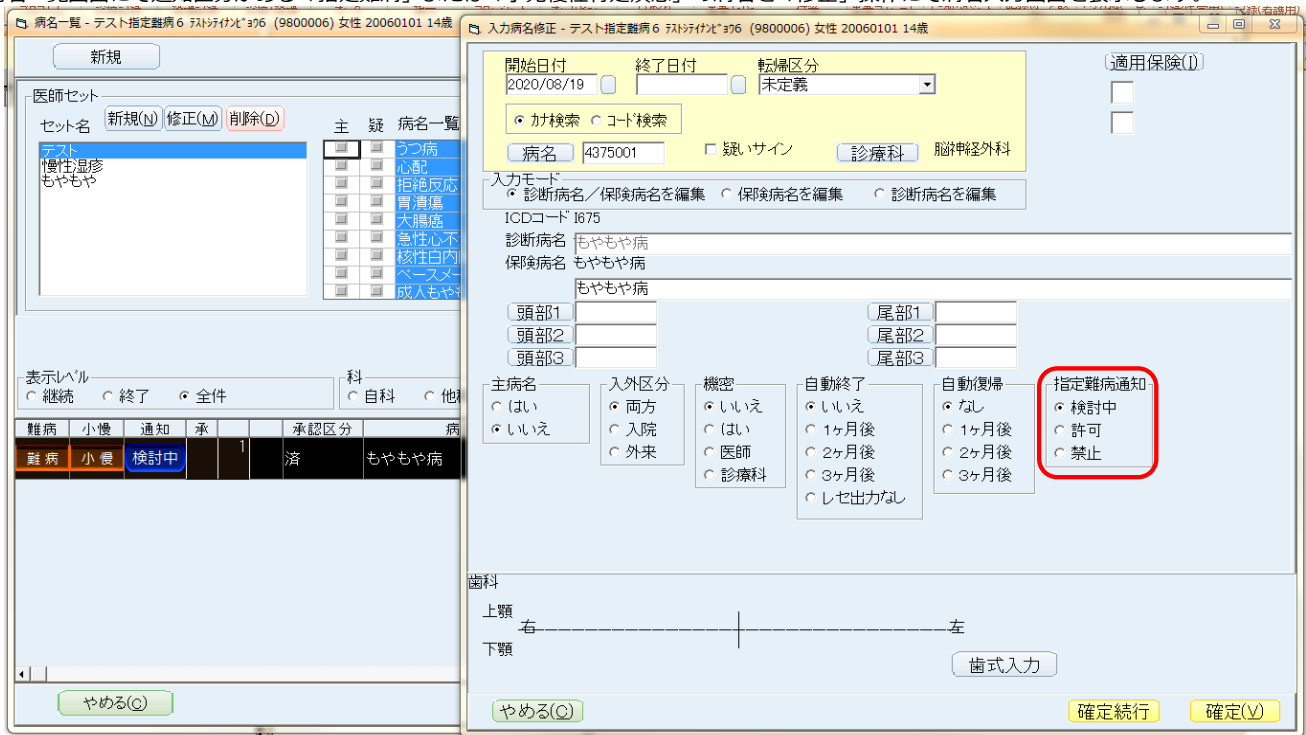 病名一覧 - テスト指定難病6 ﾃｽﾄｼﾃｲﾅﾝﾋﾞｮｳ6 (9800006) 女性 20060101 14歳
新規
医師セット
セット名 新規(N) 修正(M) 削除(D) 主 疑 病名一覧
テスト
慢性湿疹
もやもや
うつ病
心配
拒絶反応
胃潰瘍
大腸癌
急性心不
核性白内
ペースメー
成人もやも
表示ﾚﾍﾞﾙ
継続 終了 全件
科
自科 他
難病 小慢 通知 承 承認区分 病
難病 小慢 検討中 1 済 もやもや病
やめる(C)
入力病名修正 - テスト指定難病6 ﾃｽﾄｼﾃｲﾅﾝﾋﾞｮｳ6 (9800006) 女性 20060101 14歳
開始日付 終了日付 転帰区分
2020/08/19 未定義
ｶﾅ検索 ｺｰﾄﾞ検索
病名 4375001 疑いサイン 診療科 脳神経外科
適用保険(I)
入力モード
診断病名／保険病名を編集 保険病名を編集 診断病名を編集
ICDコード I675
診断病名 もやもや病
保険病名 もやもや病
もやもや病
頭部1 尾部1
頭部2 尾部2
頭部3 尾部3
主病名
はい
いいえ
入外区分
両方
入院
外来
機密
いいえ
はい
医師
診療科
自動終了
いいえ
1ヶ月後
2ヶ月後
3ヶ月後
レセ出力なし
自動復帰
なし
1ヶ月後
2ヶ月後
3ヶ月後
指定難病通知
検討中
許可
禁止
歯科
上顎
右 左
下顎
歯式入力
やめる(C) 確定続行 確定(V)